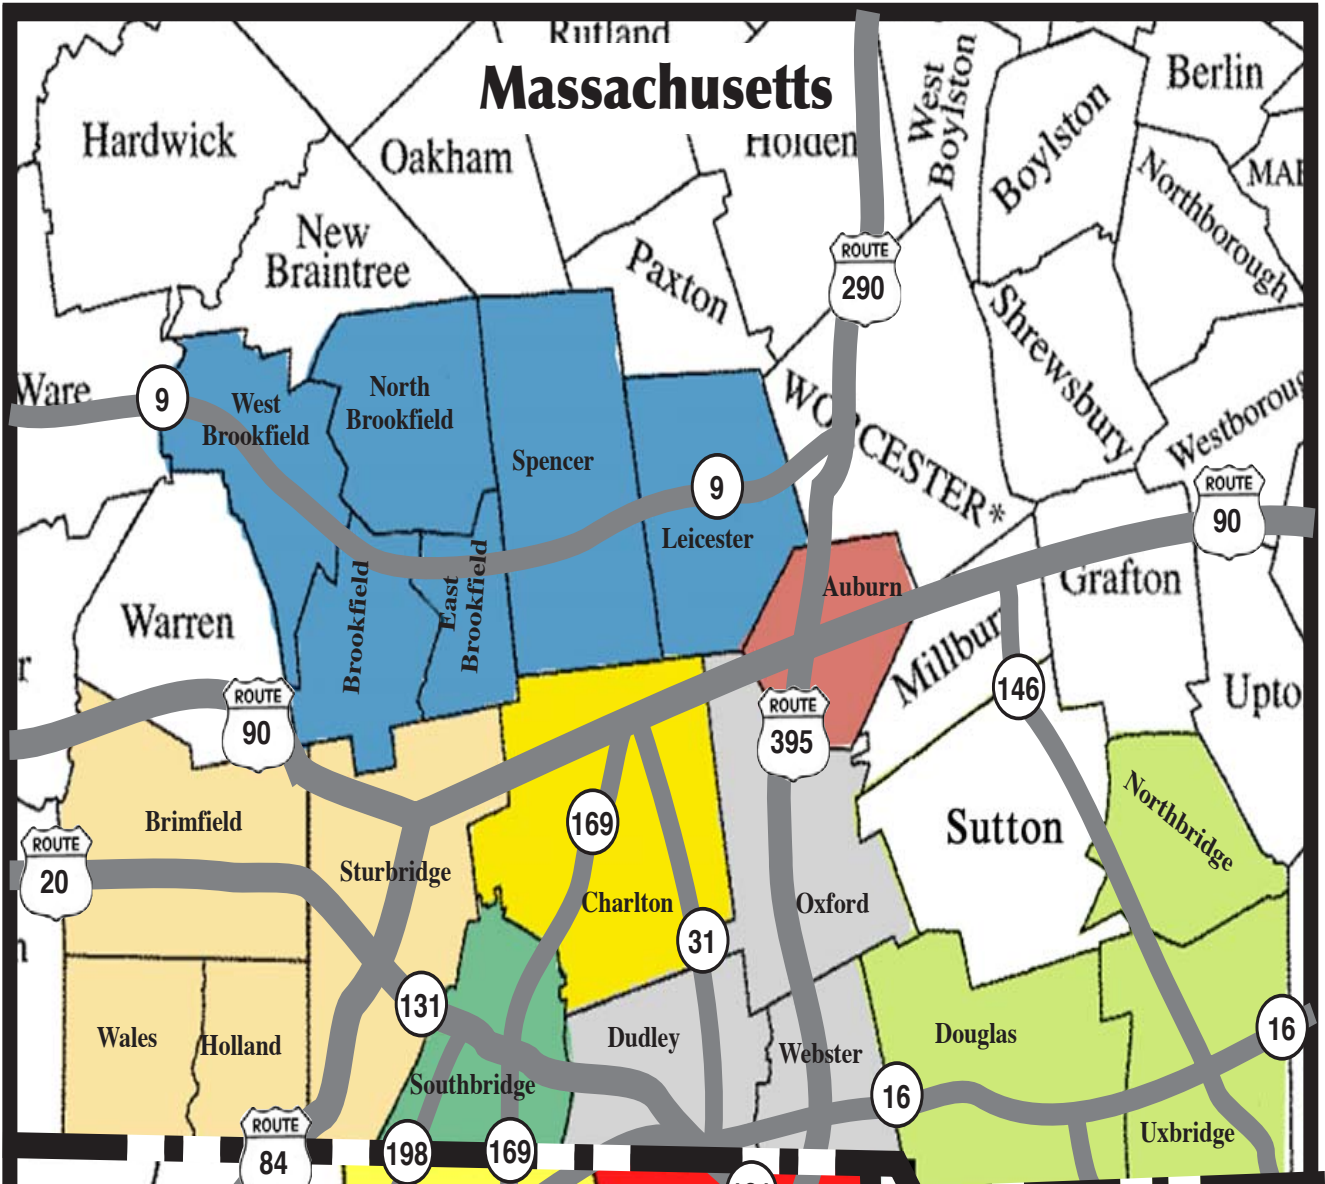 Rutland
Massachusetts
Hardwick
Oakham
Holden
West
Boylston
Boylston
Berlin
Northborough
New
Braintree
Paxton
ROUTE
290
Shrewsbury
Ware
9
West
Brookfield
North
Brookfield
Spencer
9
Leicester
WORCESTER*
Westboroug
ROUTE
90
Warren
Brookfield
East
Brookfield
Auburn
Millbur
Grafton
Upto
146
ROUTE
90
ROUTE
395
Brimfield
ROUTE
20
Sturbridge
169
Charlton
31
Oxford
Sutton
Northbridge
131
Wales
Holland
Southbridge
Dudley
Webster
Douglas
16
16
Uxbridge
ROUTE
84
198
169